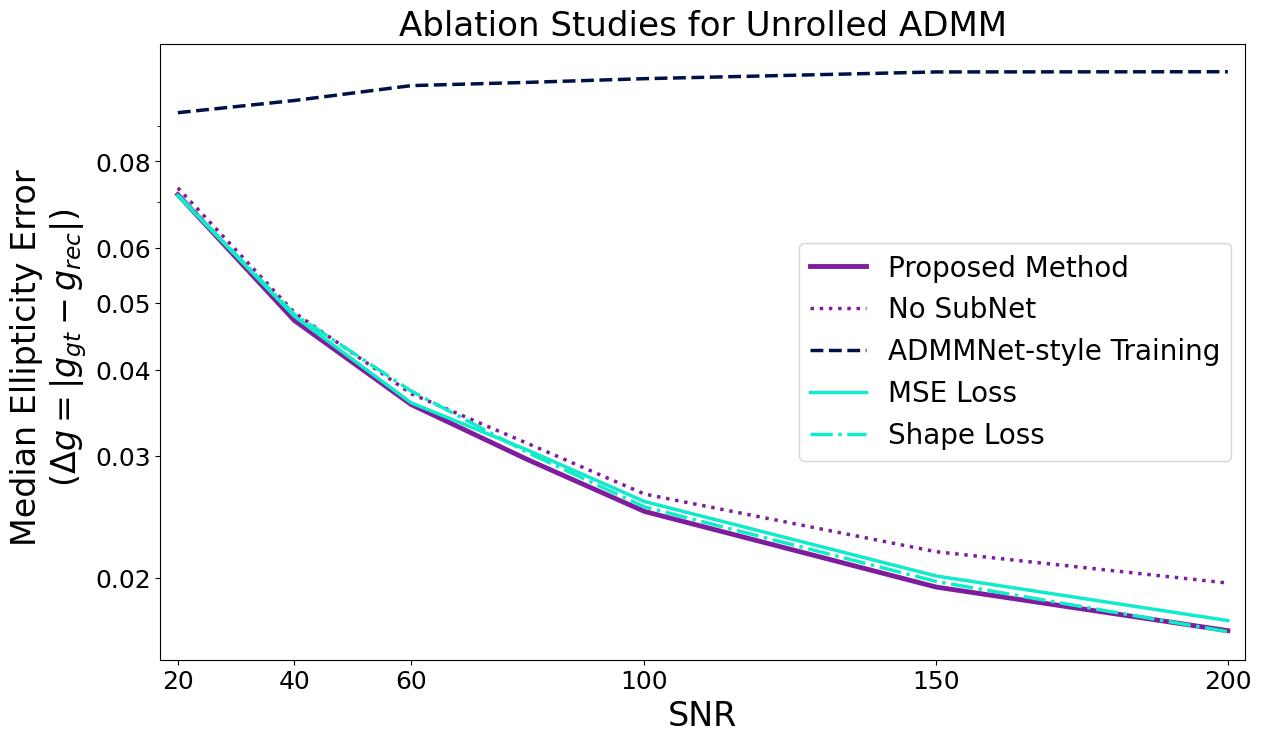 Ablation Studies for Unrolled ADMM
Median Ellipticity Error
(Δg = |g_gt − g_rec|)
0.08
0.06
0.05
0.04
0.03
0.02
Proposed Method
No SubNet
ADMMNet-style Training
MSE Loss
Shape Loss
20 40 60 100 150 200
SNR